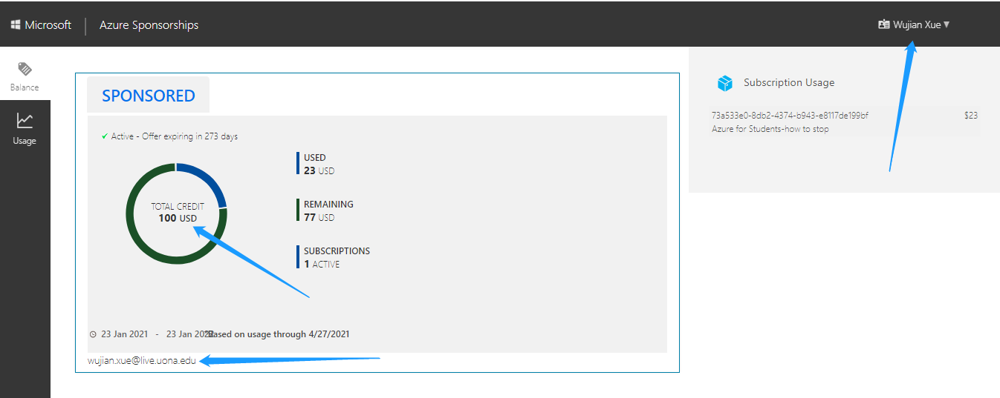 Microsoft
Azure Sponsorships
Wujian Xue
Balance
Usage
SPONSORED
Active - Offer expiring in 273 days
TOTAL CREDIT
100 USD
USED
23 USD
REMAINING
77 USD
SUBSCRIPTIONS
1 ACTIVE
23 Jan 2021 - 23 Jan 2022 *Based on usage through 4/27/2021
wujian.xue@live.uona.edu
Subscription Usage
73a533e0-8db2-4374-b943-e8117de199bf $23
Azure for Students-how to stop